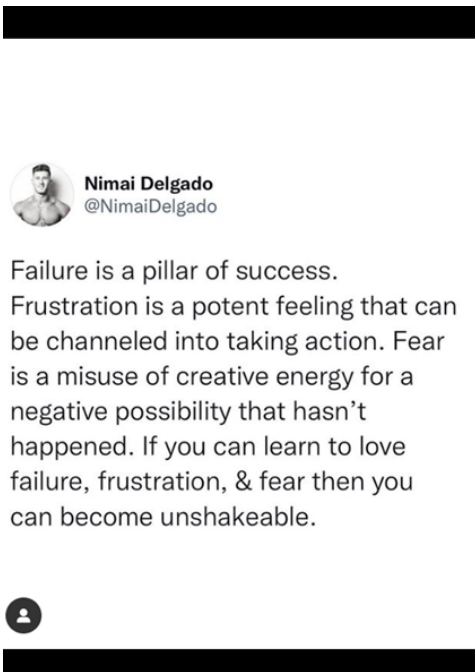 Nimai Delgado
@NimaiDelgado
Failure is a pillar of success.
Frustration is a potent feeling that can
be channeled into taking action. Fear
is a misuse of creative energy for a
negative possibility that hasn’t
happened. If you can learn to love
failure, frustration, & fear then you
can become unshakeable.